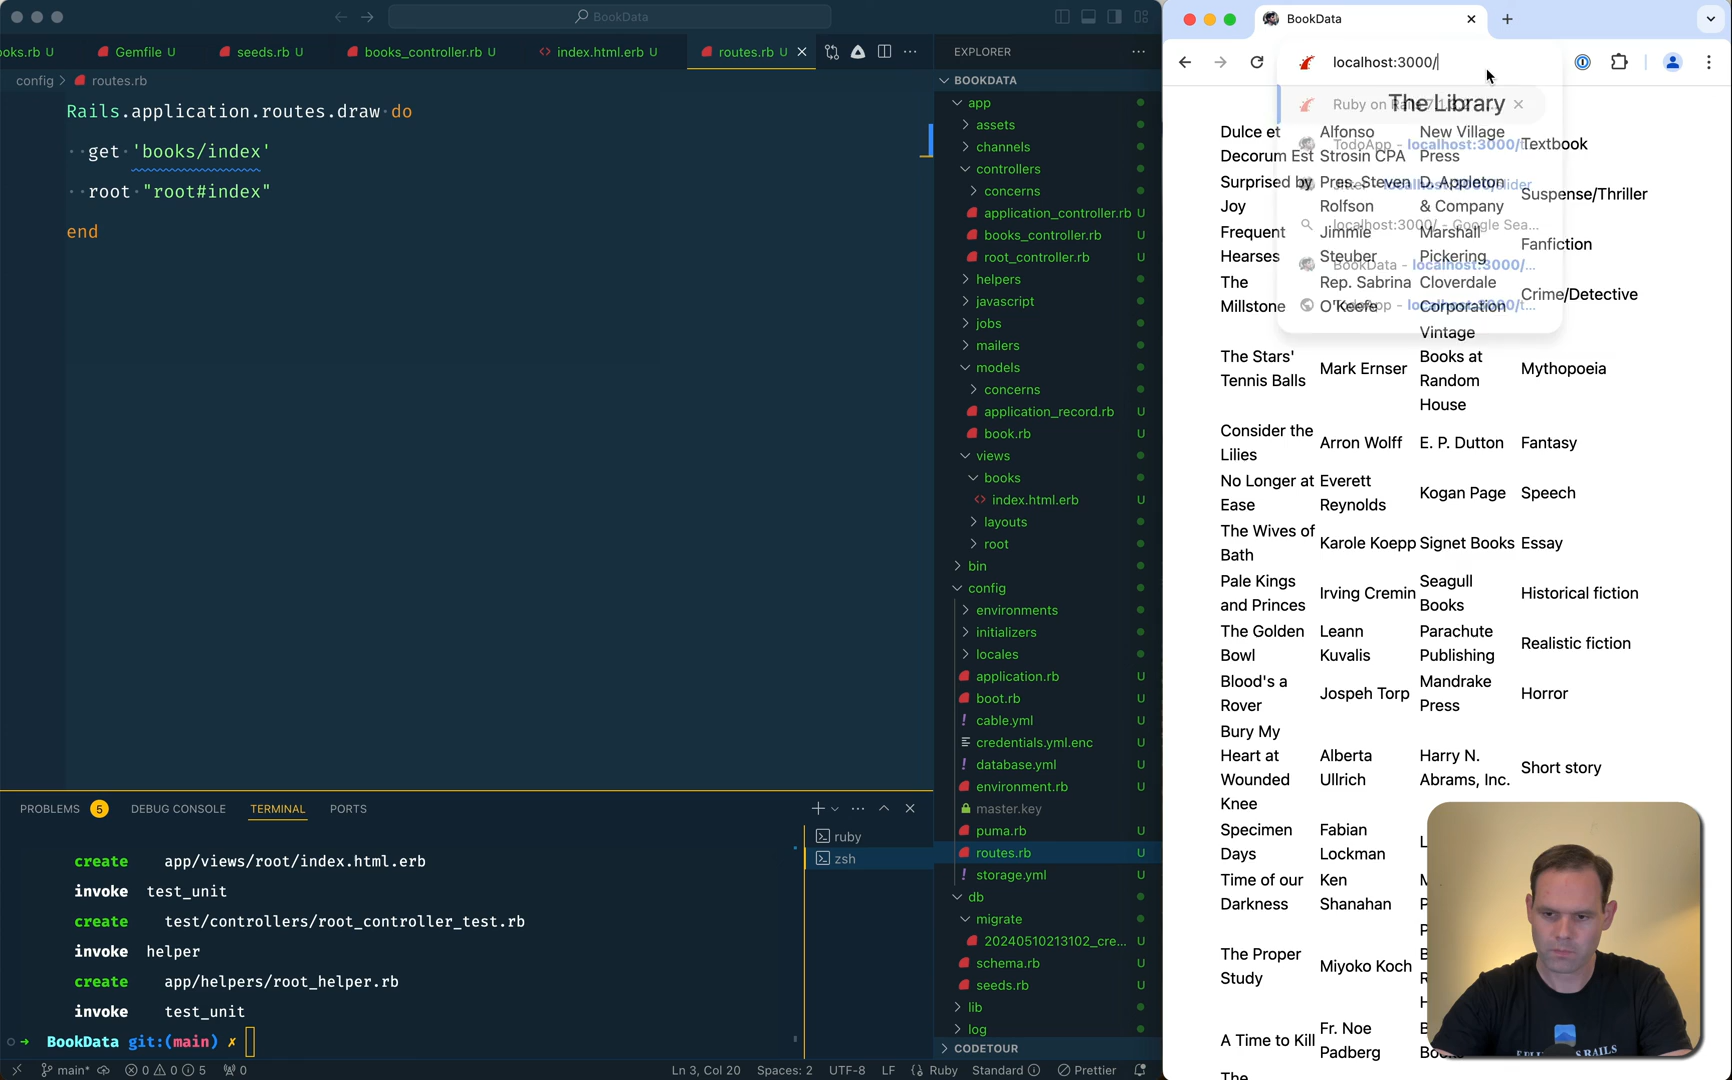 BookData
oks.rb U
Gemfile U
seeds.rb U
books_controller.rb U
index.html.erb U
routes.rb U
config
routes.rb
Rails.application.routes.draw do
get 'books/index'
root "root#index"
end
PROBLEMS 5
DEBUG CONSOLE
TERMINAL
PORTS
create app/views/root/index.html.erb
invoke test_unit
create test/controllers/root_controller_test.rb
invoke helper
create app/helpers/root_helper.rb
invoke test_unit
BookData git:(main) ✗
ruby
zsh
main*
0 0 5
0
Ln 3, Col 20
Spaces: 2
UTF-8
LF
Ruby
Standard
Prettier
EXPLORER
BOOKDATA
app
assets
channels
controllers
concerns
application_controller.rb U
books_controller.rb U
root_controller.rb U
helpers
javascript
jobs
mailers
models
concerns
application_record.rb U
book.rb U
views
books
index.html.erb U
layouts
root
bin
config
environments
initializers
locales
application.rb U
boot.rb U
cable.yml U
credentials.yml.enc U
database.yml U
environment.rb U
master.key
puma.rb U
routes.rb U
storage.yml U
db
migrate
20240510213102_cre... U
schema.rb U
seeds.rb U
lib
log
CODETOUR
BookData
localhost:3000/
The Library
TodoApp - localhost:3000/t
localhost:3000/ - Google Sea...
BookData - localhost:3000/...
Dulce et Decorum Est
Alfonso Strosin CPA
New Village Press
Textbook
Surprised by Joy
Pres. Steven Rolfson
D. Appleton & Company
Suspense/Thriller
Frequent Hearses
Jimmie Steuber
Marshall Pickering
Fanfiction
The Millstone
Rep. Sabrina O'Keefe
Cloverdale Corporation
Crime/Detective
The Stars' Tennis Balls
Mark Ernser
Vintage Books at Random House
Mythopoeia
Consider the Lilies
Arron Wolff
E. P. Dutton
Fantasy
No Longer at Ease
Everett Reynolds
Kogan Page
Speech
The Wives of Bath
Karole Koepp
Signet Books
Essay
Pale Kings and Princes
Irving Cremin
Seagull Books
Historical fiction
The Golden Bowl
Leann Kuvalis
Parachute Publishing
Realistic fiction
Blood's a Rover
Jospeh Torp
Mandrake Press
Horror
Bury My Heart at Wounded Knee
Alberta Ullrich
Harry N. Abrams, Inc.
Short story
Specimen Days
Fabian Lockman
Time of our Darkness
Ken Shanahan
The Proper Study
Miyoko Koch
A Time to Kill
Fr. Noe Padberg
The